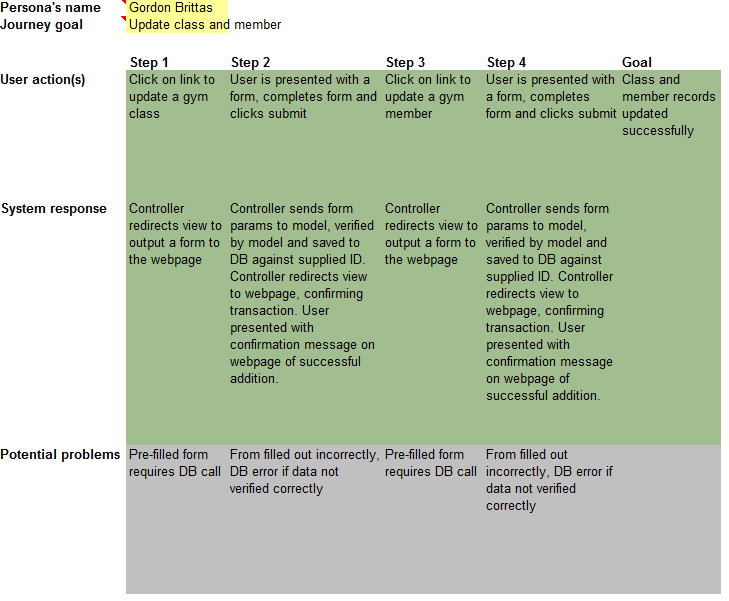 Persona's name Gordon Brittas
Journey goal Update class and member
Step 1 Step 2 Step 3 Step 4 Goal
User action(s)
Click on link to
update a gym
class
User is presented with a
form, completes form and
clicks submit
Click on link to
update a gym
member
User is presented with
a form, completes
form and clicks submit
Class and
member records
updated
successfully
System response
Controller
redirects view to
output a form to
the webpage
Controller sends form
params to model, verified
by model and saved to
DB against supplied ID.
Controller redirects view
to webpage, confirming
transaction. User
presented with
confirmation message on
webpage of successful
addition.
Controller
redirects view to
output a form to
the webpage
Controller sends form
params to model,
verified by model and
saved to DB against
supplied ID. Controller
redirects view to
webpage, confirming
transaction. User
presented with
confirmation message
on webpage of
successful addition.
Potential problems
Pre-filled form
requires DB call
From filled out incorrectly,
DB error if data not
verified correctly
Pre-filled form
requires DB call
From filled out
incorrectly, DB error if
data not verified
correctly